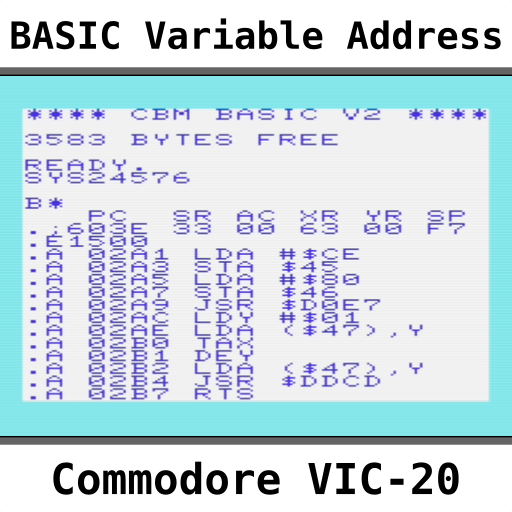 BASIC Variable Address
**** CBM BASIC V2 ****
3583 BYTES FREE
READY.
SYS24576
B*
PC SR AC XR YR SP
.;603E 33 00 63 00 F7
.E1500
.A 02A1 LDA #$CE
.A 02A3 STA $45
.A 02A5 LDA #$80
.A 02A7 STA $46
.A 02A9 JSR $D0E7
.A 02AC LDY #$01
.A 02AE LDA ($47),Y
.A 02B0 TAX
.A 02B1 DEY
.A 02B2 LDA ($47),Y
.A 02B4 JSR $DDCD
.A 02B7 RTS
Commodore VIC-20